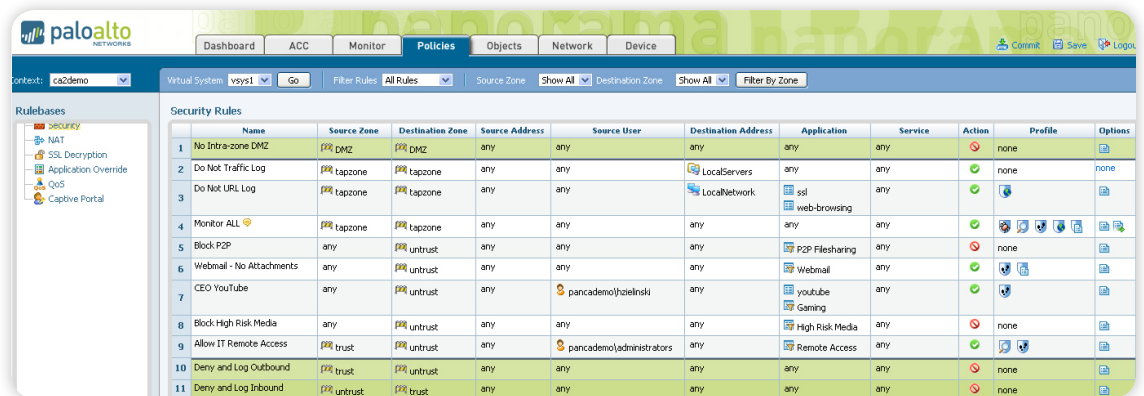 paloalto
NETWORKS
Dashboard ACC Monitor Policies Objects Network Device
Commit Save Logou
ontext: ca2demo
Virtual System vsys1 Go Filter Rules All Rules Source Zone Show All Destination Zone Show All Filter By Zone
Rulebases
Security
NAT
SSL Decryption
Application Override
QoS
Captive Portal
Security Rules
Name Source Zone Destination Zone Source Address Source User Destination Address Application Service Action Profile Options
1 No Intra-zone DMZ DMZ DMZ any any any any any none
2 Do Not Traffic Log tapzone tapzone any any LocalServers any any none none
3 Do Not URL Log tapzone tapzone any any LocalNetwork ssl any
web-browsing
4 Monitor ALL tapzone tapzone any any any any any
5 Block P2P any untrust any any any P2P Filesharing any none
6 Webmail - No Attachments any untrust any any any Webmail any
7 CEO YouTube any untrust any pancademo\hzielinski any youtube any
Gaming
8 Block High Risk Media any untrust any any any High Risk Media any none
9 Allow IT Remote Access trust untrust any pancademo\administrators any Remote Access any
10 Deny and Log Outbound trust untrust any any any any any none
11 Deny and Log Inbound untrust trust any any any any any none